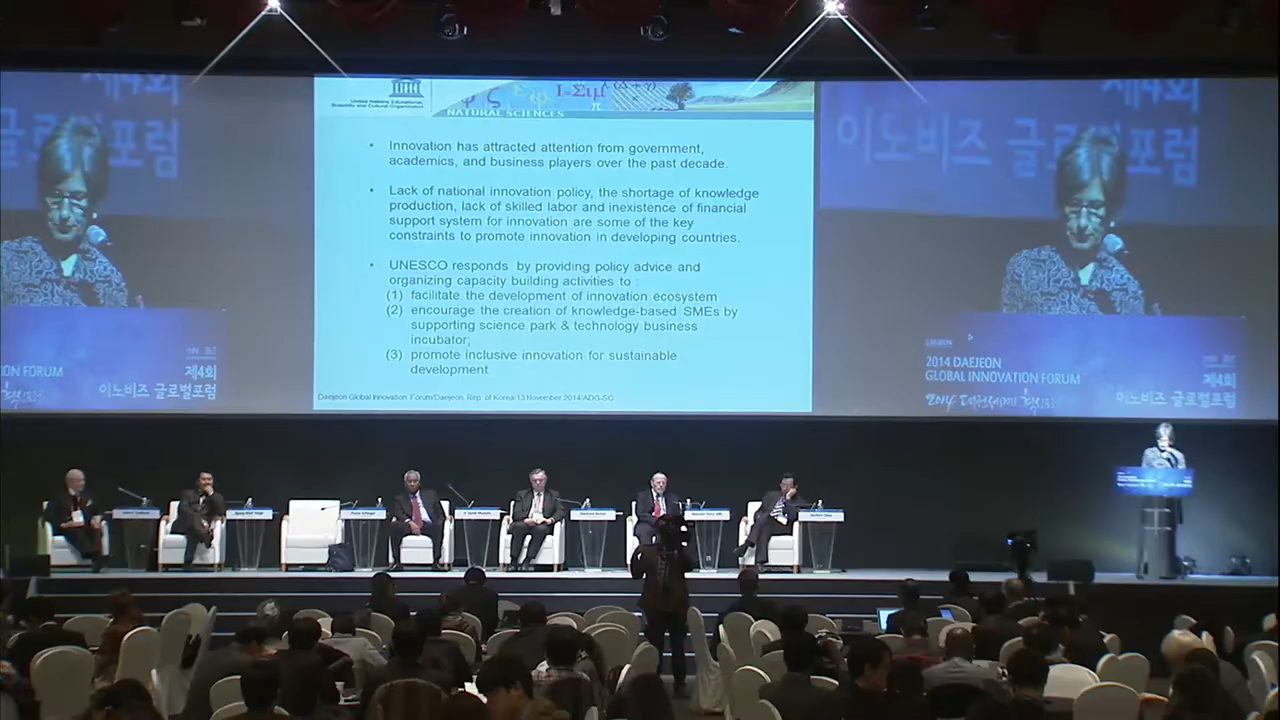 United Nations Educational,
Scientific and Cultural Organization
NATURAL SCIENCES
• Innovation has attracted attention from government,
academics, and business players over the past decade.
• Lack of national innovation policy, the shortage of knowledge
production, lack of skilled labor and inexistence of financial
support system for innovation are some of the key
constraints to promote innovation in developing countries.
• UNESCO responds by providing policy advice and
organizing capacity building activities to :
(1) facilitate the development of innovation ecosystem
(2) encourage the creation of knowledge-based SMEs by
supporting science park & technology business
incubator;
(3) promote inclusive innovation for sustainable
development
Daejeon Global Innovation Forum/Daejeon, Rep. of Korea/13 November 2014/ADG-SC
포럼
ION FORUM
제4회
이노비즈 글로벌포럼
제4회
이노비즈 글로벌포럼
2014 DAEJEON
GLOBAL INNOVATION FORUM
제4회
이노비즈 글로벌포럼